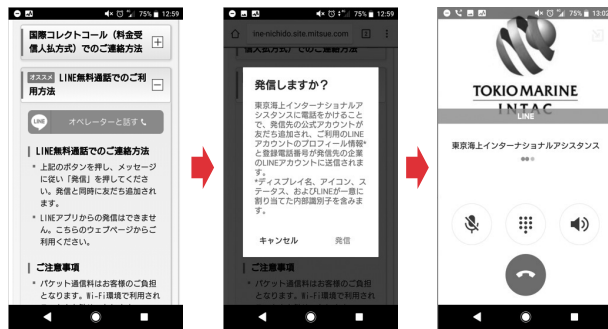 75% 12:59
国際コレクトコール（料金受
信人払方式）でのご連絡方法
オススメ LINE無料通話でのご利
用方法
LINE オペレーターと話す
LINE無料通話でのご連絡方法
* 上記のボタンを押し、メッセージ
に従い「発信」を押してくださ
い。発信と同時に友だち追加され
ます。
* LINEアプリからの発信はできませ
ん。こちらのウェブページからご
利用ください。
ご注意事項
* パケット通信料はお客様のご負担
となります。Wi-Fi環境で利用され
75% 12:59
ine-nichido.site.mitsue.com
信人払方式）でのご連絡方法
発信しますか？
東京海上インターナショナルア
シスタンスに電話をかけること
で、発信先の公式アカウントが
友だち追加され、ご利用のLINE
アカウントのプロフィール情報*
と登録電話番号が発信先の企業
のLINEアカウントに送信されま
す。
*ディスプレイ名、アイコン、ス
テータス、およびLINEが一意に
割り当てた内部識別子を含みま
す。
キャンセル 発信
ご注意事項
* パケット通信料はお客様のご負担
となります。Wi-Fi環境で利用され
75% 13:02
TOKIO MARINE
INTAC
LINE
東京海上インターナショナルアシスタンス